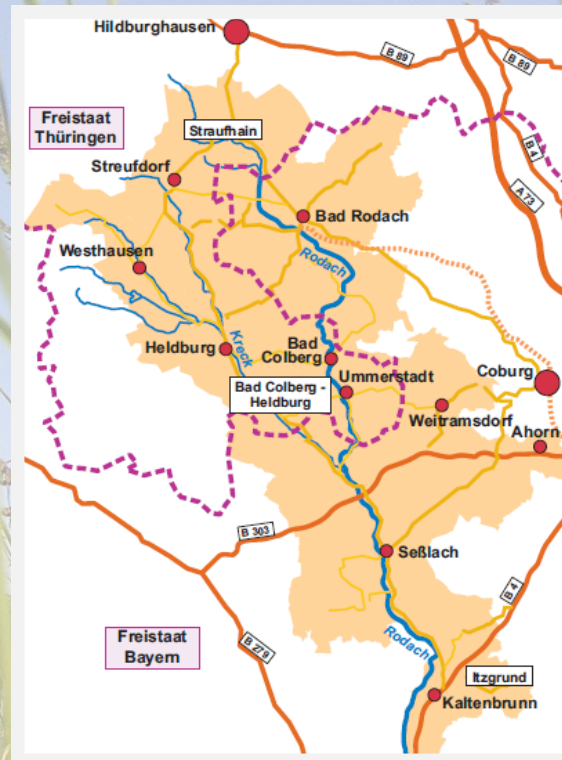 Hildburghausen
B 89
B 89
Freistaat
Thüringen
Straufhain
B 4
Streufdorf
A73
Bad Rodach
Westhausen
Rodach
Kreck
Heldburg
Bad
Colberg
Ummerstadt
Coburg
Bad Colberg -
Heldburg
Weitramsdorf
Ahorn
B 303
Seßlach
B 4
Freistaat
Bayern
B 279
Rodach
Itzgrund
Kaltenbrunn